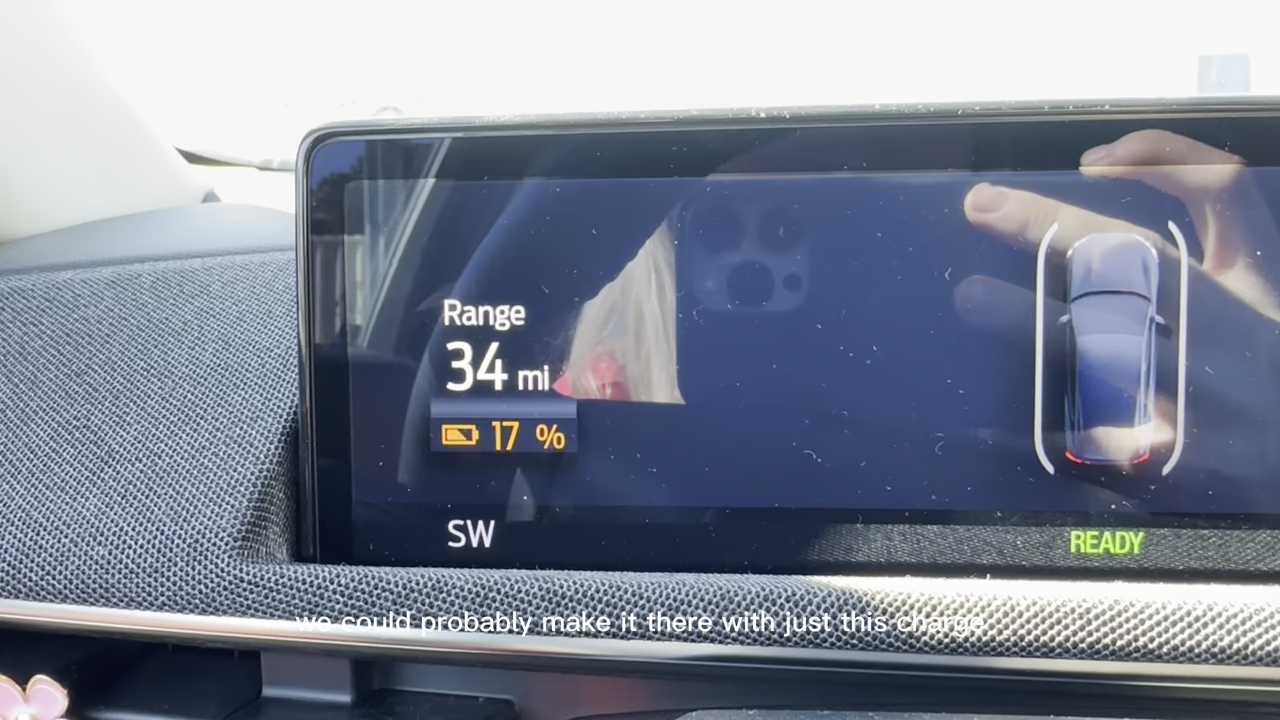 Range
34 mi
17 %
SW
READY
we could probably make it there with just this charge